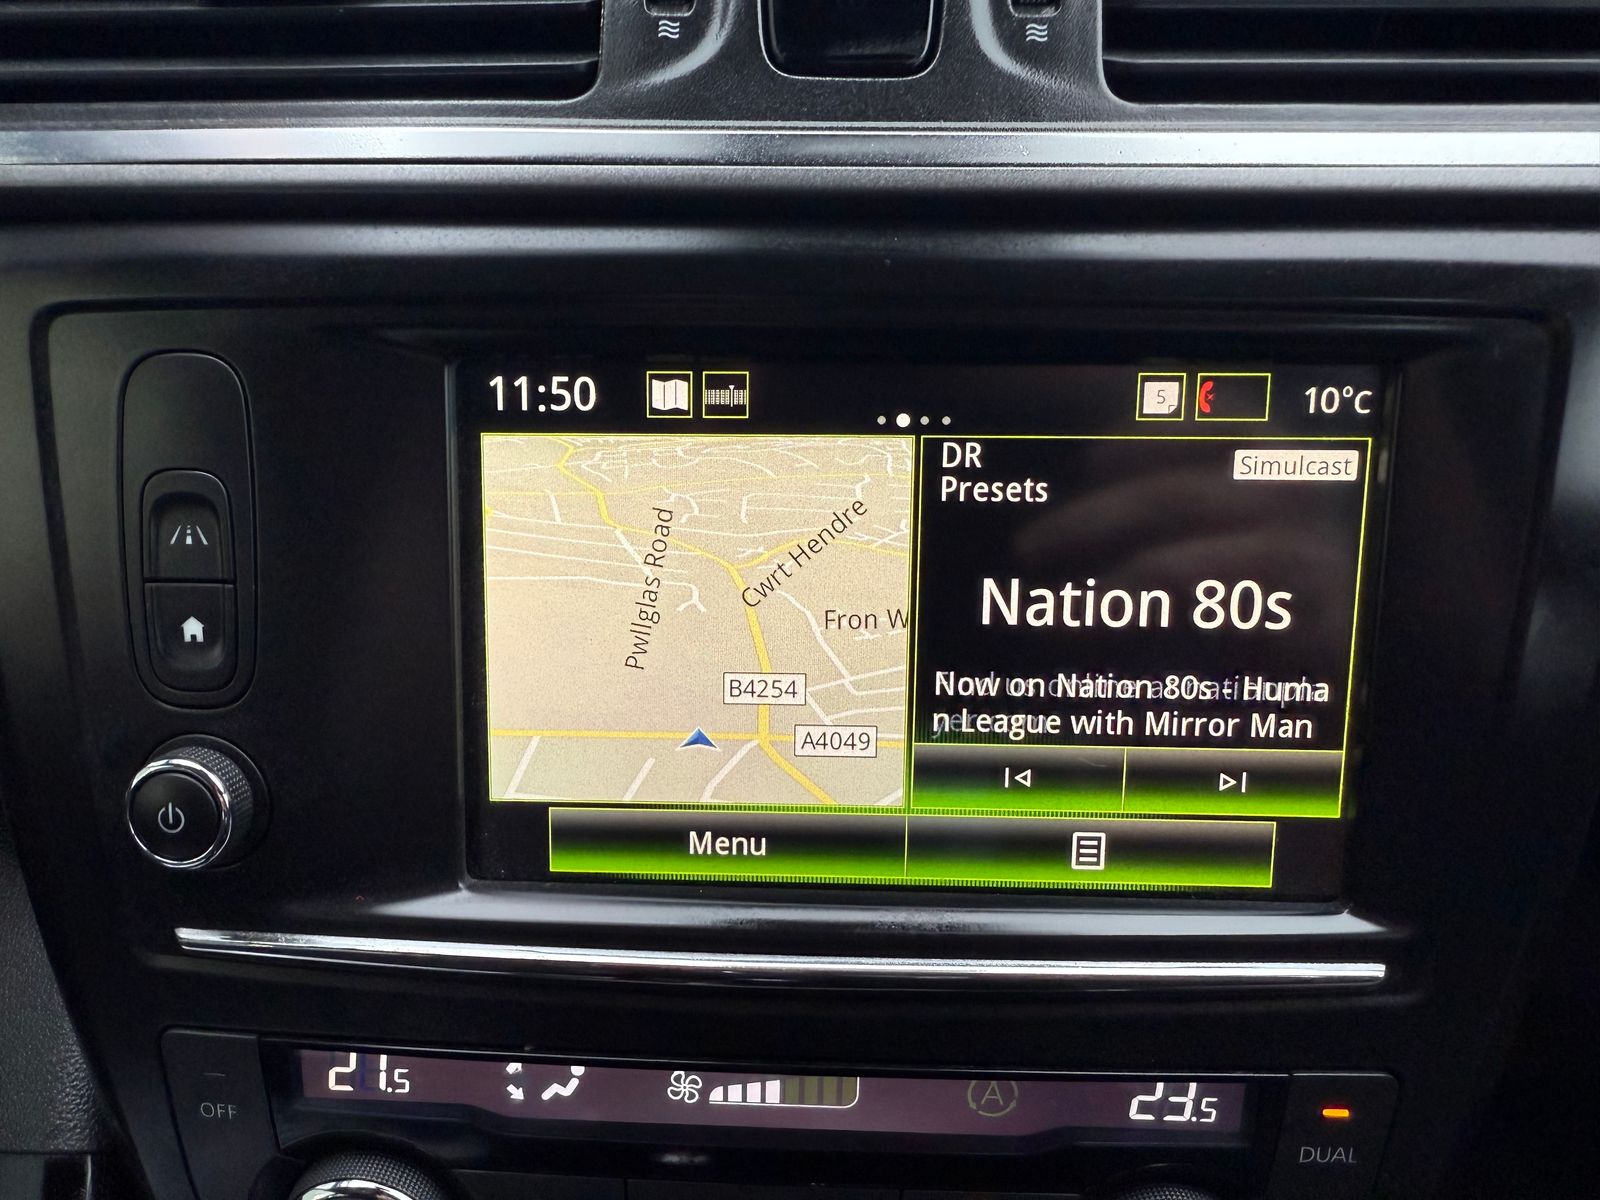 11:50
5
10°C
DR
Presets
Simulcast
Nation 80s
Now on Nation 80s - Huma
n League with Mirror Man
Pwllglas Road
Cwrt Hendre
Fron W
B4254
A4049
Menu
21.5
A
23.5
OFF
DUAL